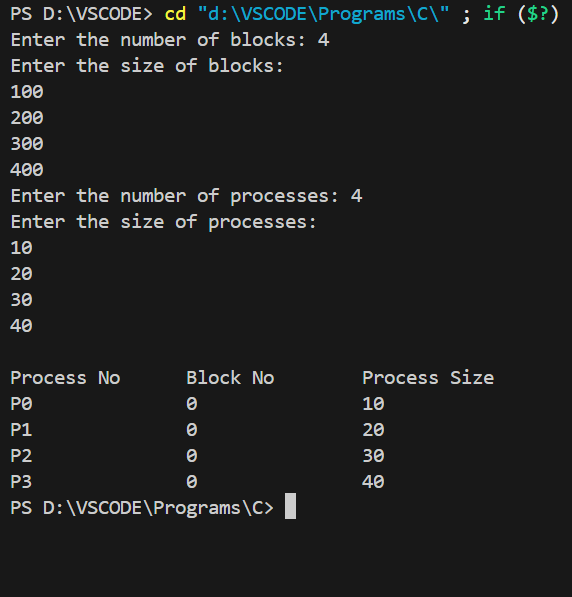 PS D:\VSCODE> cd "d:\VSCODE\Programs\C\" ; if ($?)
Enter the number of blocks: 4
Enter the size of blocks:
100
200
300
400
Enter the number of processes: 4
Enter the size of processes:
10
20
30
40
Process No Block No Process Size
P0 0 10
P1 0 20
P2 0 30
P3 0 40
PS D:\VSCODE\Programs\C>